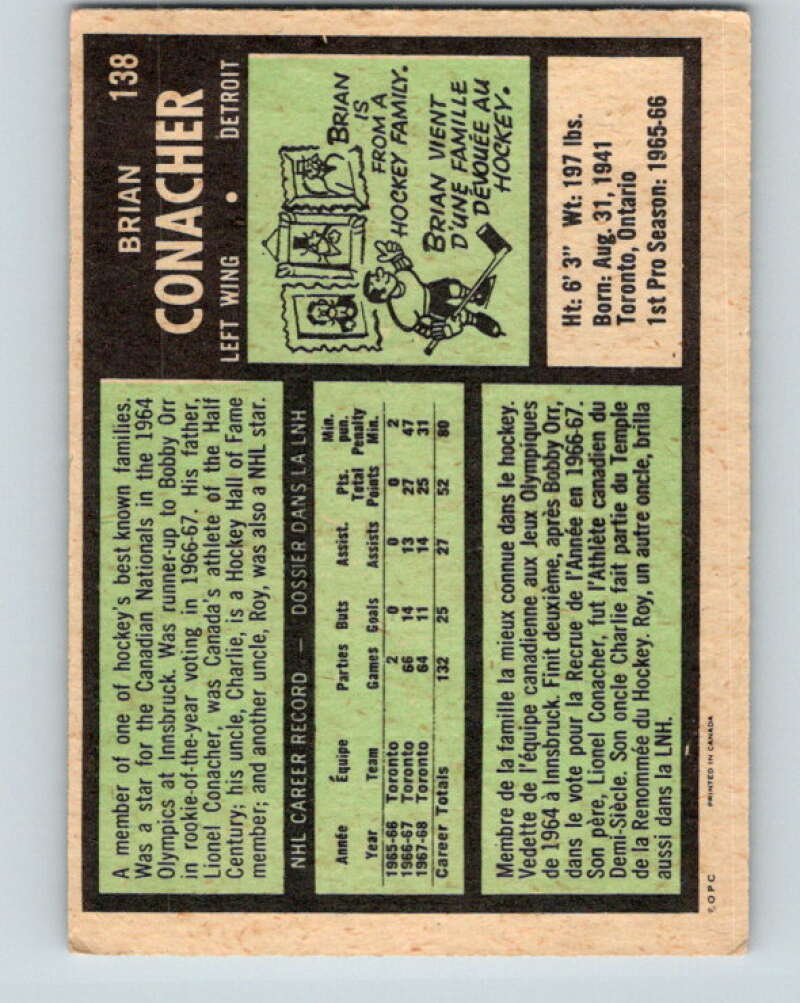 BRIAN 138
CONACHER
LEFT WING • DETROIT
A member of one of hockey's best known families.
Was a star for the Canadian Nationals in the 1964
Olympics at Innsbruck. Was runner-up to Bobby Orr
in rookie-of-the-year voting in 1966-67. His father,
Lionel Conacher, was Canada's athlete of the Half
Century; his uncle, Charlie, is a Hockey Hall of Fame
member; and another uncle, Roy, was also a NHL star.
BRIAN
IS
FROM A
HOCKEY FAMILY.
BRIAN VIENT
D'UNE FAMILLE
DÉVOUÉE AU
HOCKEY.
NHL CAREER RECORD — DOSSIER DANS LA LNH
Année Équipe Parties Buts Assist. Pts. Total Min. pun.
Year Team Games Goals Assists Points Penalty Min.
1965-66 Toronto 2 0 0 0 2
1966-67 Toronto 66 14 13 27 47
1967-68 Toronto 64 11 14 25 31
Career Totals 132 25 27 52 80
Ht: 6' 3" Wt: 197 lbs.
Born: Aug. 31, 1941
Toronto, Ontario
1st Pro Season: 1965-66
Membre de la famille la mieux connue dans le hockey.
Vedette de l'équipe canadienne aux Jeux Olympiques
de 1964 à Innsbruck. Finit deuxième, après Bobby Orr,
dans le vote pour la Recrue de l'Année en 1966-67.
Son père, Lionel Conacher, fut l'Athlète canadien du
Demi-Siècle. Son oncle Charlie fait partie du Temple
de la Renommée du Hockey. Roy, un autre oncle, brilla
aussi dans la LNH.
O P C PRINTED IN CANADA